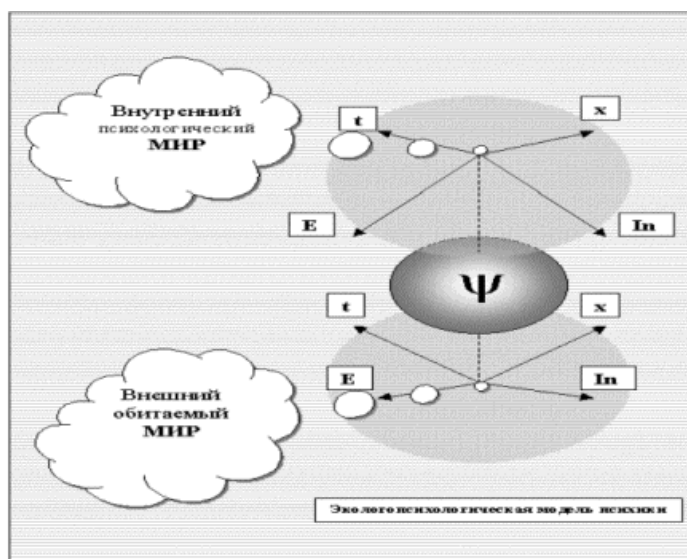 Внутренний
психологический
МИР
t
x
E
In
Ψ
t
x
E
In
Внешний
обитаемый
МИР
Экологопсихологическая модель психики